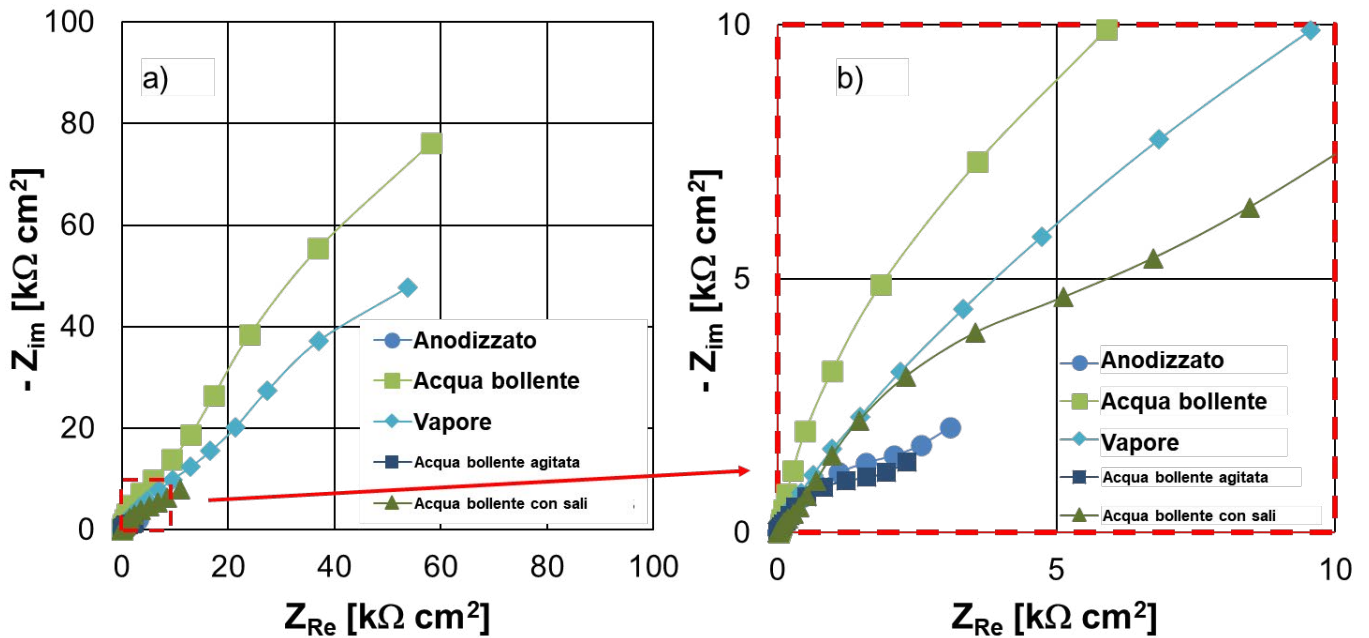 a)
- Z_im [kΩ cm²]
100
80
60
40
20
0
0 20 40 60 80 100
Z_Re [kΩ cm²]
Anodizzato
Acqua bollente
Vapore
Acqua bollente agitata
Acqua bollente con sali
b)
- Z_im [kΩ cm²]
10
5
0
0 5 10
Z_Re [kΩ cm²]
Anodizzato
Acqua bollente
Vapore
Acqua bollente agitata
Acqua bollente con sali